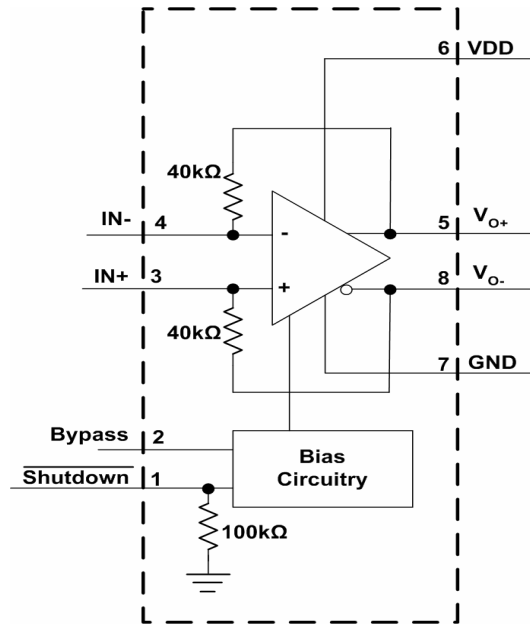 6 VDD
40kΩ
IN- 4
-
5 VO+
IN+ 3
+
8 VO-
40kΩ
7 GND
Bypass 2
Bias
Circuitry
Shutdown 1
100kΩ